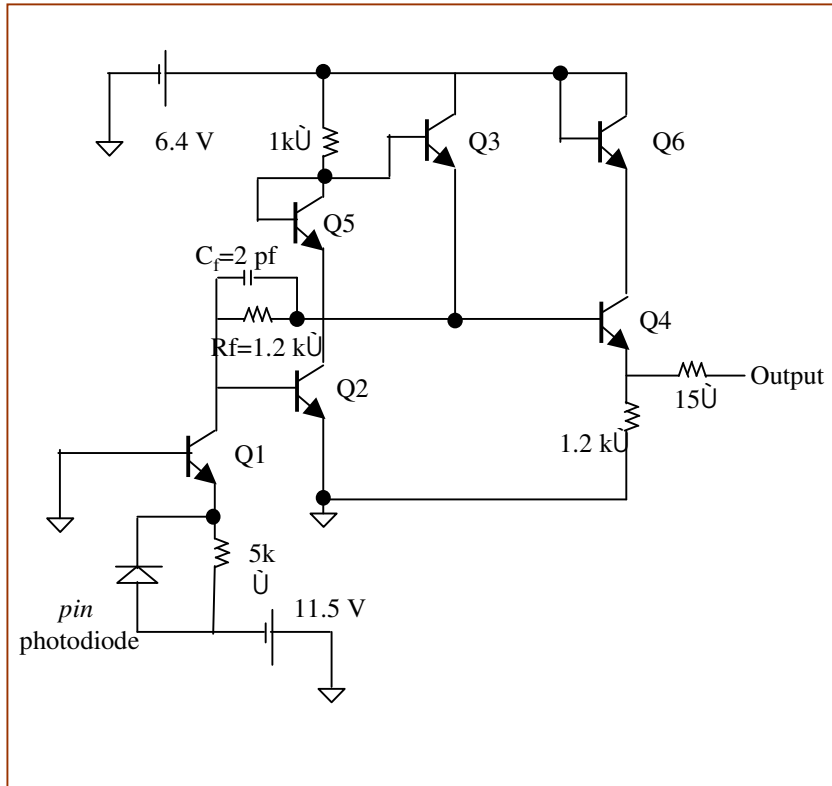 6.4 V
1kÙ
Q3
Q6
Q5
C_f=2 pf
Rf=1.2 kÙ
Q4
Q2
Output
15Ù
1.2 kÙ
Q1
5k
Ù
11.5 V
pin
photodiode